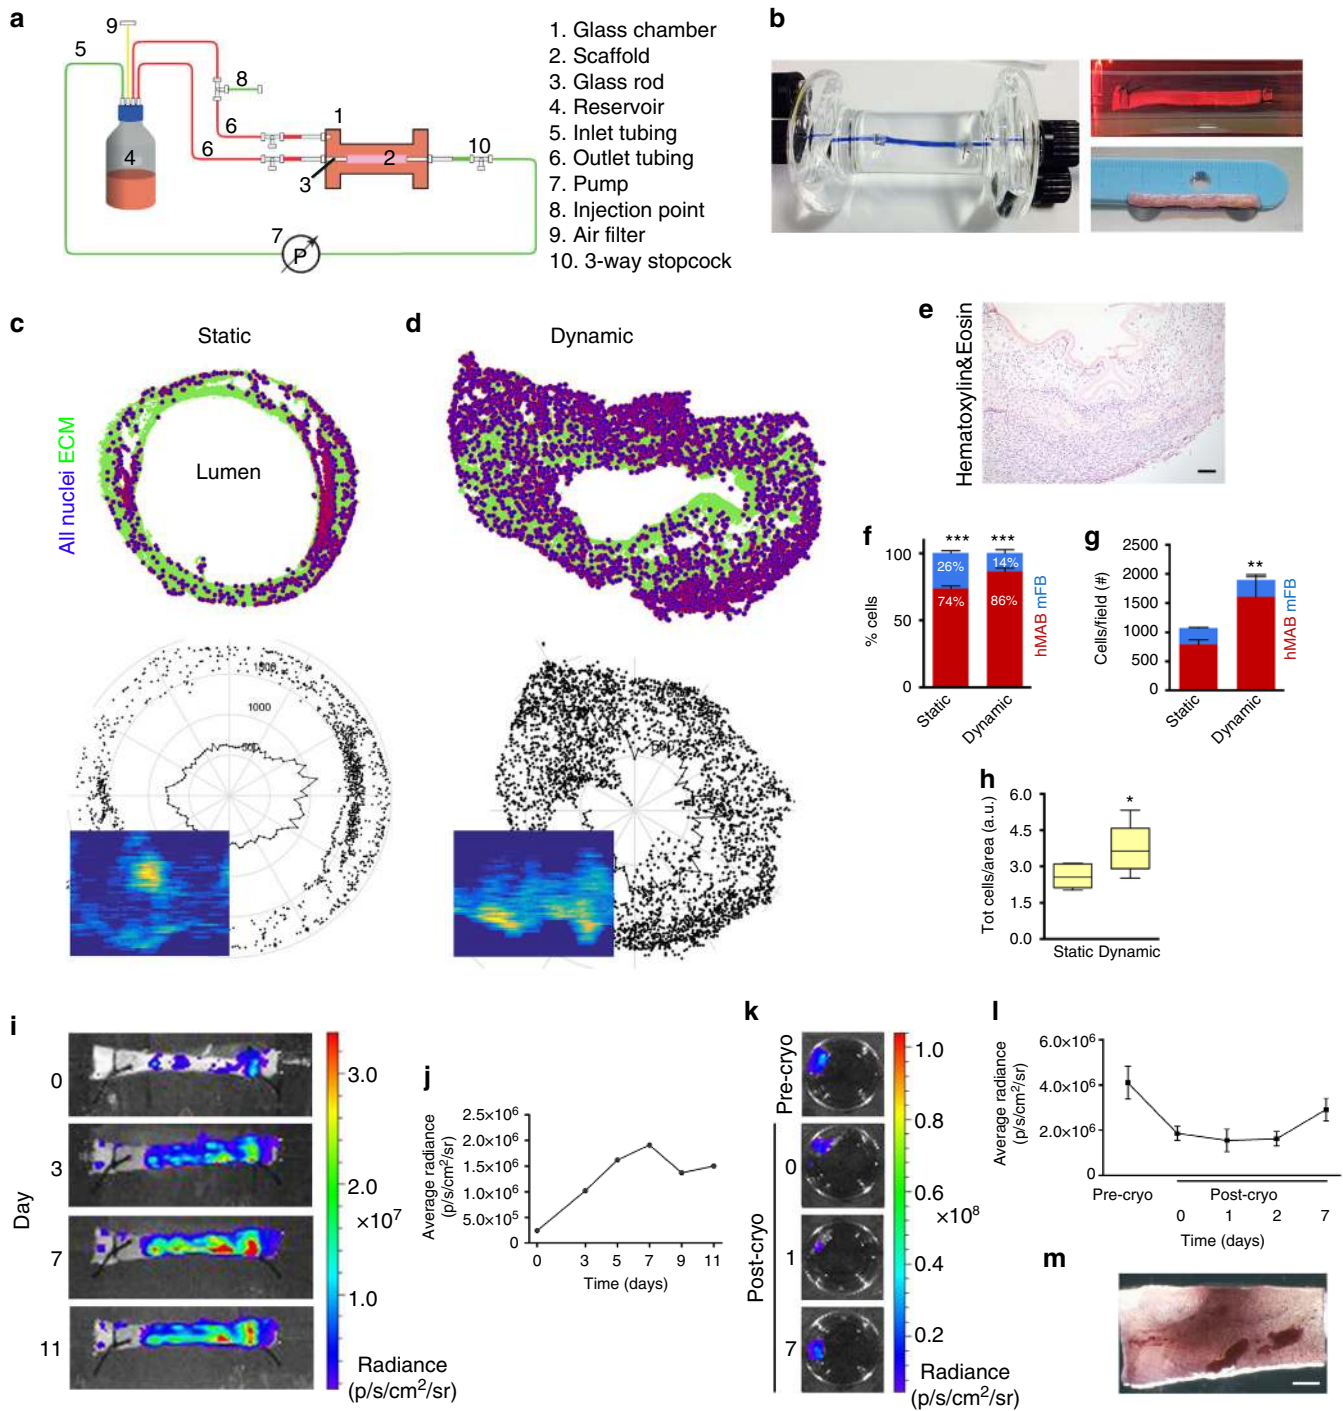 a
9
5
8
6
6
1
2
3
4
10
7
P
1. Glass chamber
2. Scaffold
3. Glass rod
4. Reservoir
5. Inlet tubing
6. Outlet tubing
7. Pump
8. Injection point
9. Air filter
10. 3-way stopcock
b
c
Static
All nuclei ECM
Lumen
1500
1000
500
d
Dynamic
e
Hematoxylin&Eosin
f
% cells
100
50
0
***
***
26%
74%
14%
86%
Static
Dynamic
hMAB mFB
g
Cells/field (#)
2500
2000
1500
1000
500
0
**
Static
Dynamic
hMAB mFB
h
Tot cells/area (a.u.)
6.0
4.5
3.0
1.5
0.0
*
Static Dynamic
i
Day
0
3
7
11
3.0
2.0
×10⁷
1.0
Radiance
(p/s/cm²/sr)
j
Average radiance
(p/s/cm²/sr)
2.5×10⁶
2.0×10⁶
1.5×10⁶
1.0×10⁶
5.0×10⁵
0
0 3 5 7 9 11
Time (days)
k
Pre-cryo
Post-cryo
0
1
7
1.0
0.8
0.6
×10⁸
0.4
0.2
Radiance
(p/s/cm²/sr)
l
Average radiance
(p/s/cm²/sr)
6.0×10⁶
4.0×10⁶
2.0×10⁶
0
Pre-cryo
Post-cryo
0 1 2 7
Time (days)
m